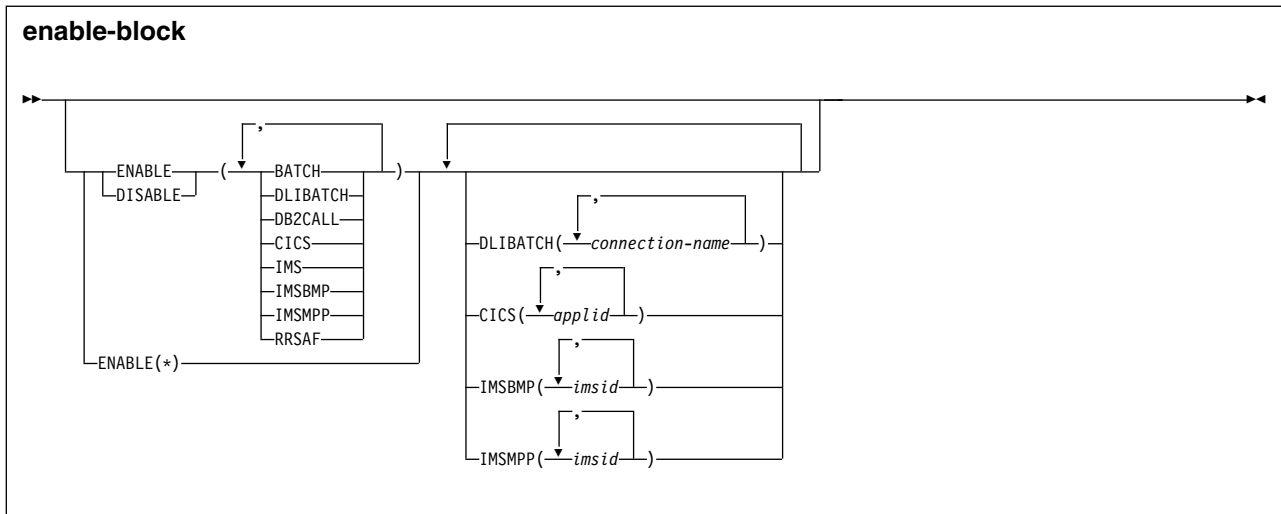 enable-block
,
ENABLE ( BATCH )
DISABLE DLIBATCH
DB2CALL ,
CICS DLIBATCH( connection-name )
IMS ,
IMSBMP CICS( applid )
IMSMPP
RRSAF ,
ENABLE(*)
IMSBMP( imsid )
,
IMSMPP( imsid )